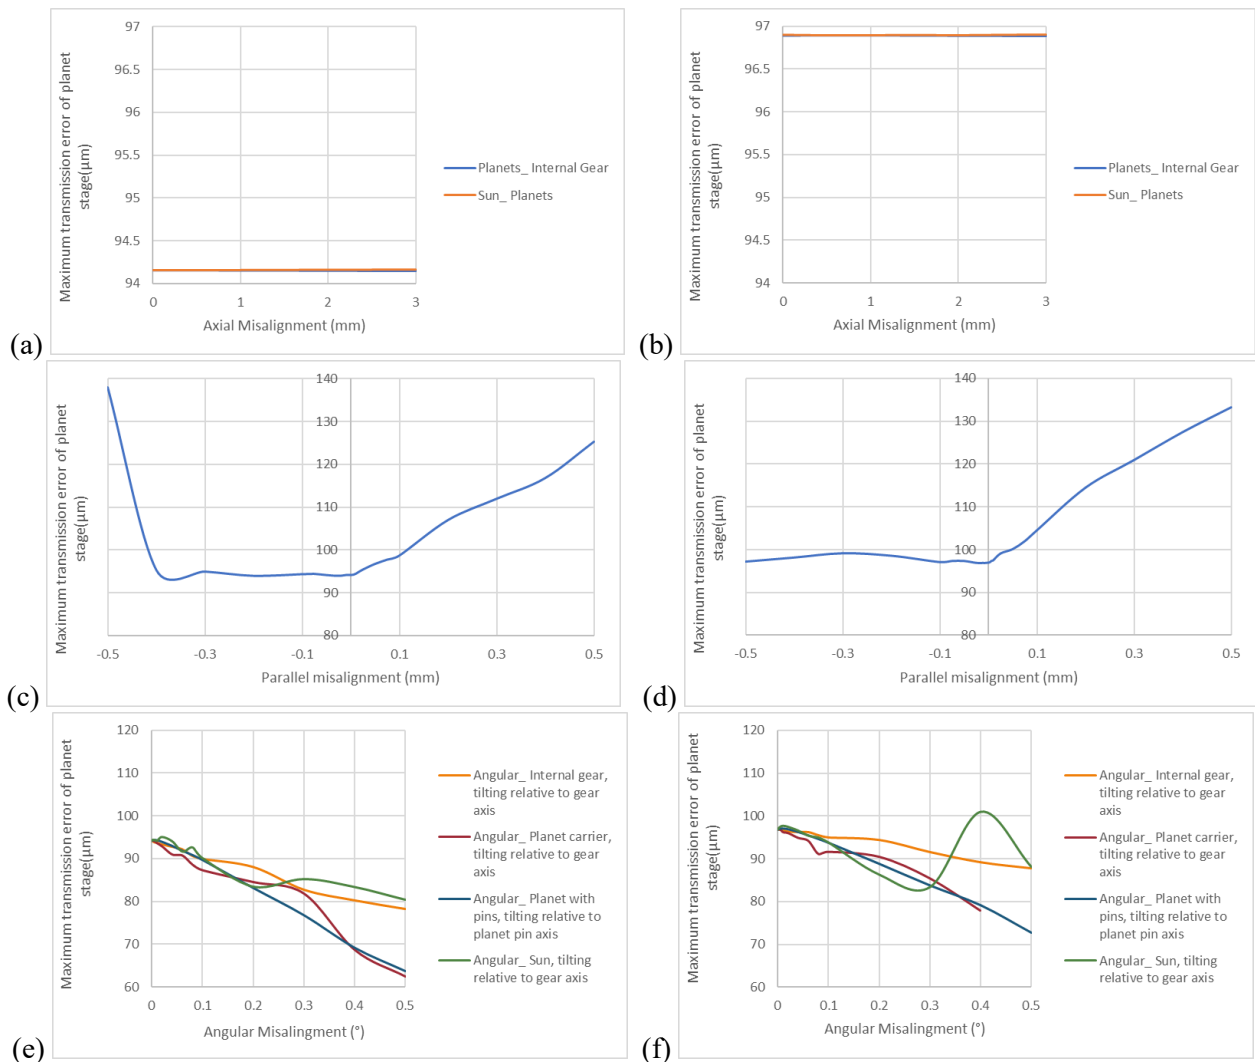 Maximum transmission error of planet
stage(μm)
97
96.5
96
95.5
95
94.5
94
0 1 2 3
Axial Misalignment (mm)
Planets_ Internal Gear
Sun_ Planets
(a)
Maximum transmission error of planet
stage(μm)
97
96.5
96
95.5
95
94.5
94
0 1 2 3
Axial Misalignment (mm)
Planets_ Internal Gear
Sun_ Planets
(b)
Maximum transmission error of planet
stage(μm)
140
130
120
110
100
90
80
-0.5 -0.3 -0.1 0.1 0.3 0.5
Parallel misalignment (mm)
(c)
Maximum transmission error of planet
stage(μm)
140
130
120
110
100
90
80
-0.5 -0.3 -0.1 0.1 0.3 0.5
Parallel misalignment (mm)
(d)
Maximum transmission error of planet
stage(μm)
120
110
100
90
80
70
60
0 0.1 0.2 0.3 0.4 0.5
Angular Misalingment (°)
Angular_ Internal gear,
tilting relative to gear
axis
Angular_ Planet carrier,
tilting relative to gear
axis
Angular_ Planet with
pins, tilting relative to
planet pin axis
Angular_ Sun, tilting
relative to gear axis
(e)
Maximum transmission error of planet
stage(μm)
120
110
100
90
80
70
60
0 0.1 0.2 0.3 0.4 0.5
Angular Misalingment (°)
Angular_ Internal gear,
tilting relative to gear
axis
Angular_ Planet carrier,
tilting relative to gear
axis
Angular_ Planet with
pins, tilting relative to
planet pin axis
Angular_ Sun, tilting
relative to gear axis
(f)